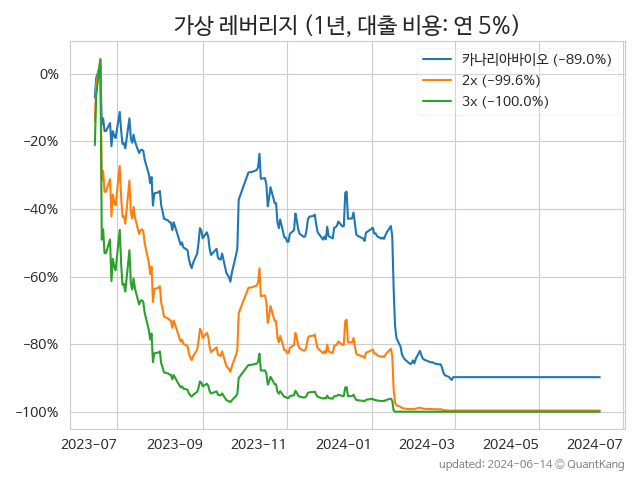 가상 레버리지 (1년, 대출 비용: 연 5%)
카나리아바이오 (−89.0%)
2x (−99.6%)
3x (−100.0%)
0%
−20%
−40%
−60%
−80%
−100%
2023-07 2023-09 2023-11 2024-01 2024-03 2024-05 2024-07
updated: 2024-06-14 © QuantKang